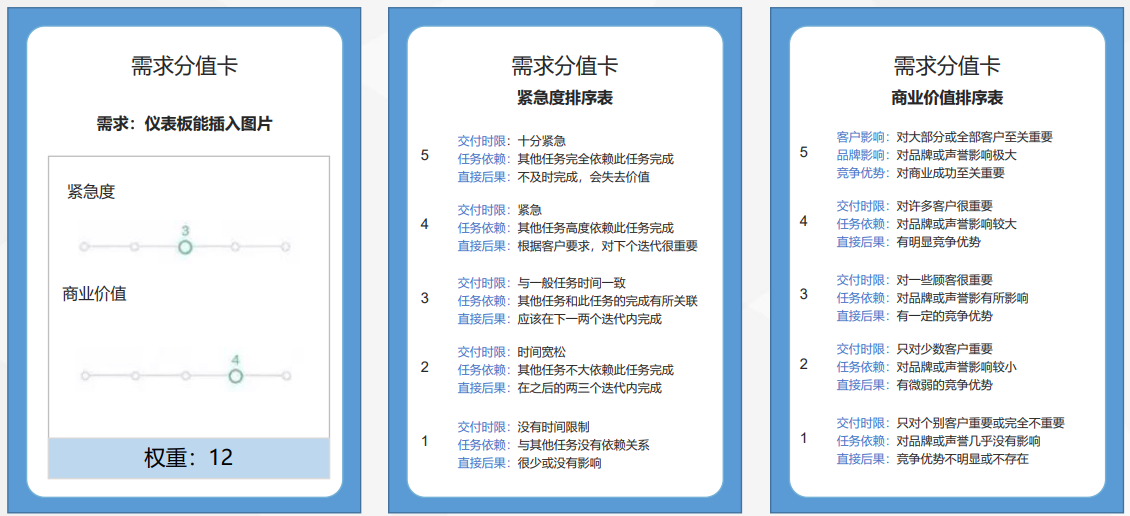 需求分值卡
需求：仪表板能插入图片
紧急度
3
商业价值
4
权重：12
需求分值卡
紧急度排序表
5
交付时限：十分紧急
任务依赖：其他任务完全依赖此任务完成
直接后果：不及时完成，会失去价值
4
交付时限：紧急
任务依赖：其他任务高度依赖此任务完成
直接后果：根据客户要求，对下个迭代很重要
3
交付时限：与一般任务时间一致
任务依赖：其他任务和此任务的完成有所关联
直接后果：应该在下一两个迭代内完成
2
交付时限：时间宽松
任务依赖：其他任务不大依赖此任务完成
直接后果：在之后的两三个迭代内完成
1
交付时限：没有时间限制
任务依赖：与其他任务没有依赖关系
直接后果：很少或没有影响
需求分值卡
商业价值排序表
5
客户影响：对大部分或全部客户至关重要
品牌影响：对品牌或声誉影响极大
竞争优势：对商业成功至关重要
4
交付时限：对许多客户很重要
任务依赖：对品牌或声誉影响较大
直接后果：有明显竞争优势
3
交付时限：对一些顾客很重要
任务依赖：对品牌或声誉影有所影响
直接后果：有一定的竞争优势
2
交付时限：只对少数客户重要
任务依赖：对品牌或声誉影响较小
直接后果：有微弱的竞争优势
1
交付时限：只对个别客户重要或完全不重要
任务依赖：对品牌或声誉几乎没有影响
直接后果：竞争优势不明显或不存在